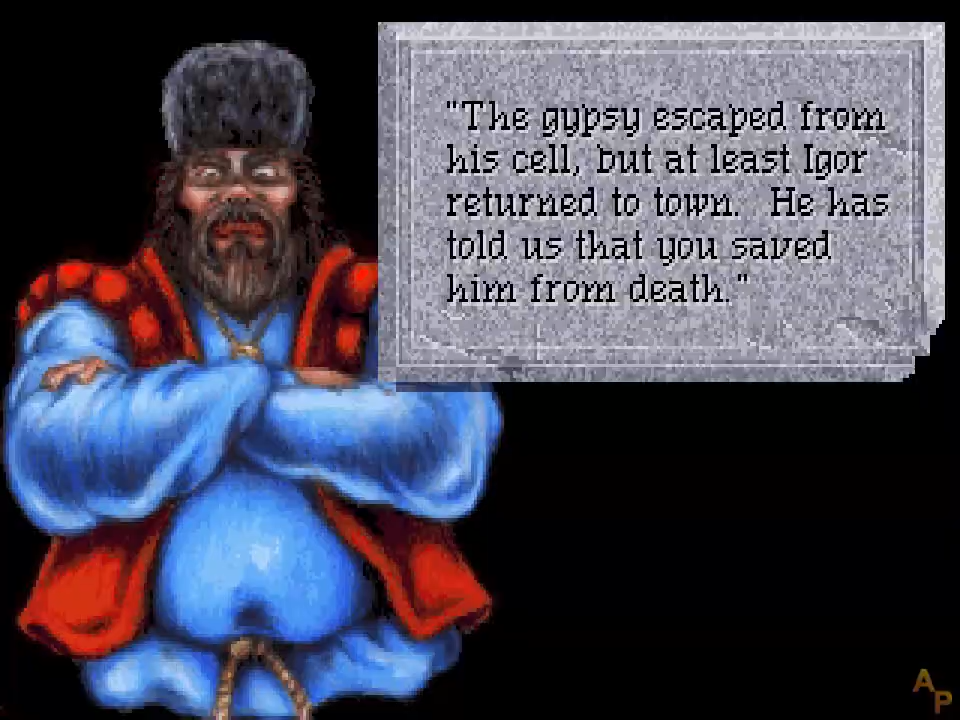 "The gypsy escaped from
his cell, but at least Igor
returned to town.  He has
told us that you saved
him from death."
AP